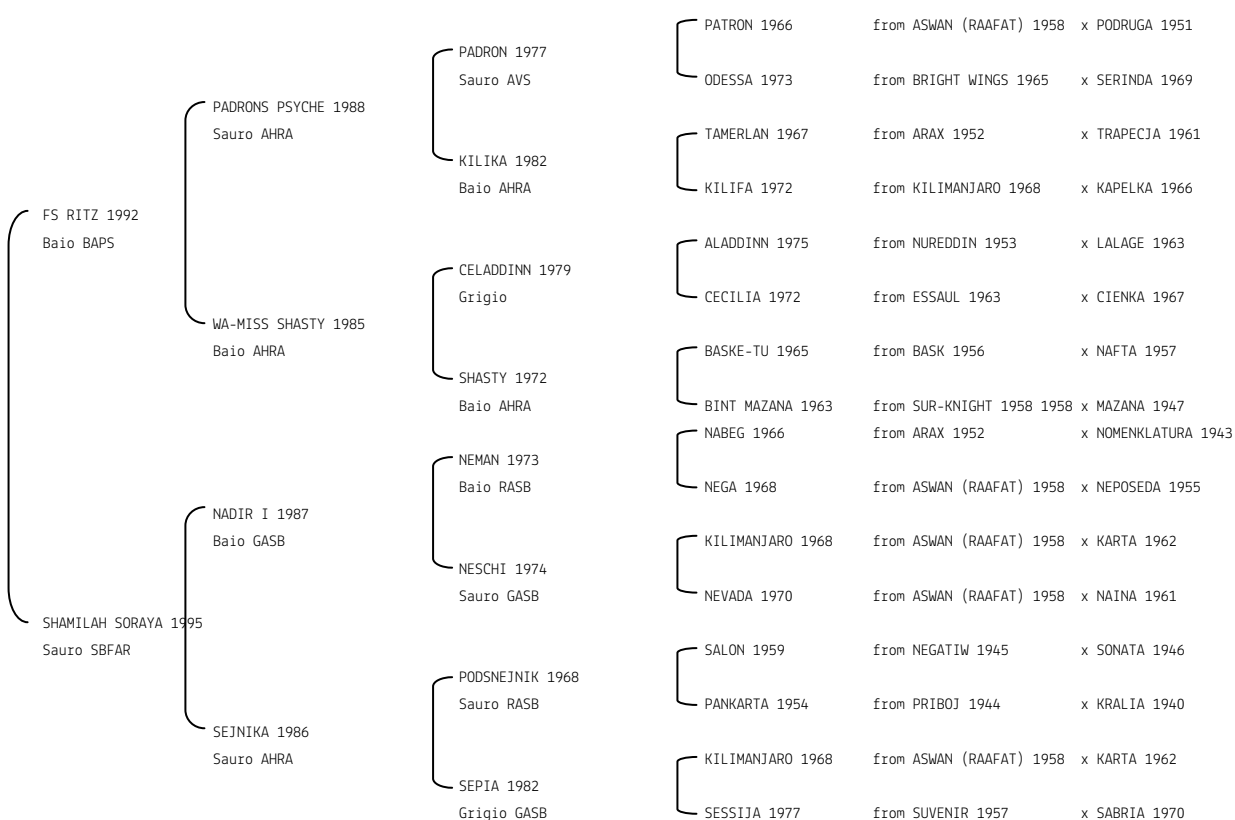 PATRON 1966 from ASWAN (RAAFAT) 1958 x PODRUGA 1951
PADRON 1977
Sauro AVS ODESSA 1973 from BRIGHT WINGS 1965 x SERINDA 1969
PADRONS PSYCHE 1988
Sauro AHRA TAMERLAN 1967 from ARAX 1952 x TRAPECJA 1961
KILIKA 1982
Baio AHRA KILIFA 1972 from KILIMANJARO 1968 x KAPELKA 1966
FS RITZ 1992
Baio BAPS ALADDINN 1975 from NUREDDIN 1953 x LALAGE 1963
CELADDINN 1979
Grigio CECILIA 1972 from ESSAUL 1963 x CIENKA 1967
WA-MISS SHASTY 1985
Baio AHRA BASKE-TU 1965 from BASK 1956 x NAFTA 1957
SHASTY 1972
Baio AHRA BINT MAZANA 1963 from SUR-KNIGHT 1958 1958 x MAZANA 1947
NABEG 1966 from ARAX 1952 x NOMENKLATURA 1943
NEMAN 1973
Baio RASB NEGA 1968 from ASWAN (RAAFAT) 1958 x NEPOSEDA 1955
NADIR I 1987
Baio GASB KILIMANJARO 1968 from ASWAN (RAAFAT) 1958 x KARTA 1962
NESCHI 1974
Sauro GASB NEVADA 1970 from ASWAN (RAAFAT) 1958 x NAINA 1961
SHAMILAH SORAYA 1995
Sauro SBFAR SALON 1959 from NEGATIW 1945 x SONATA 1946
PODSNEJNIK 1968
Sauro RASB PANKARTA 1954 from PRIBOJ 1944 x KRALIA 1940
SEJNIKA 1986
Sauro AHRA KILIMANJARO 1968 from ASWAN (RAAFAT) 1958 x KARTA 1962
SEPIA 1982
Grigio GASB SESSIJA 1977 from SUVENIR 1957 x SABRIA 1970